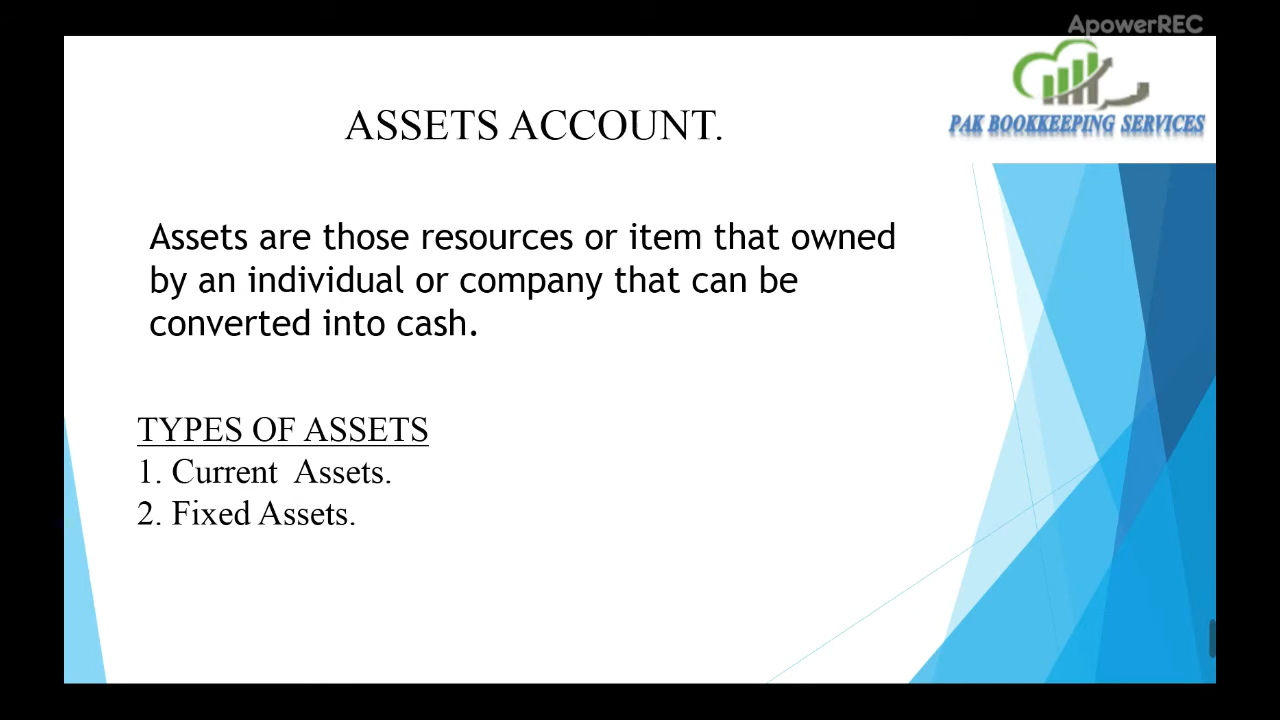 ApowerREC
PAK BOOKKEEPING SERVICES
ASSETS ACCOUNT.
Assets are those resources or item that owned
by an individual or company that can be
converted into cash.
TYPES OF ASSETS
1. Current  Assets.
2. Fixed Assets.